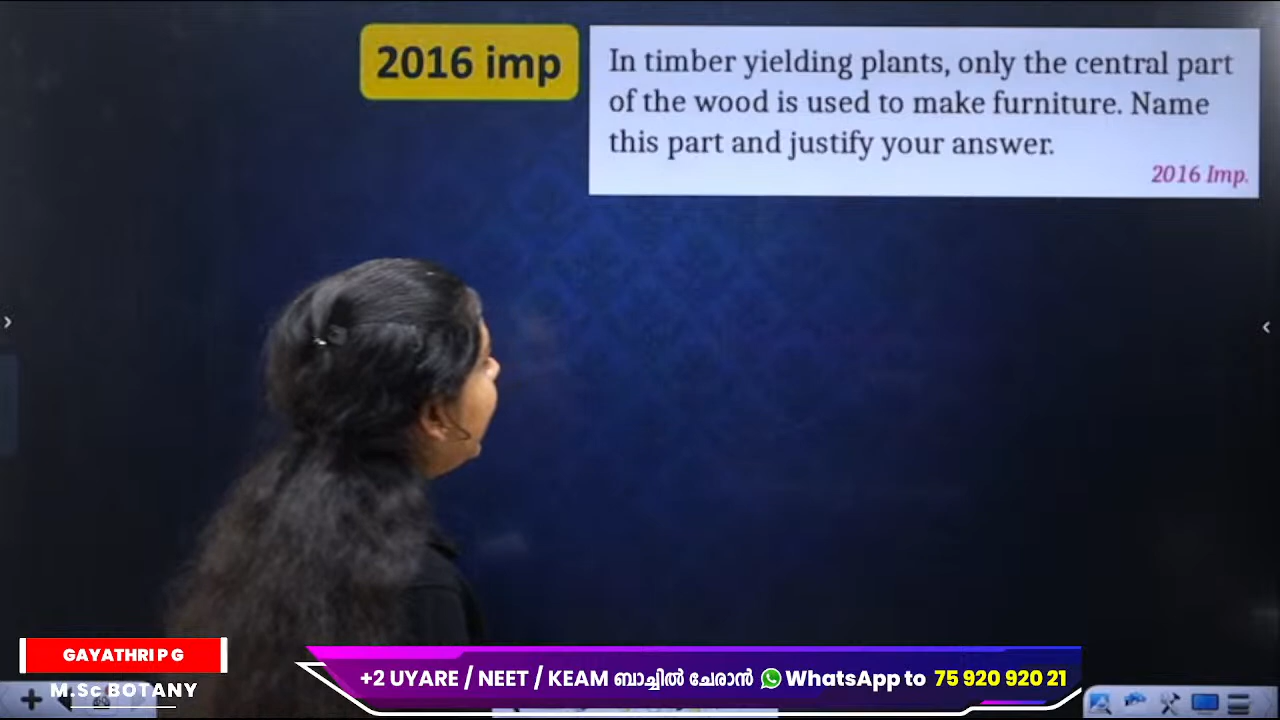 2016 imp
In timber yielding plants, only the central part
of the wood is used to make furniture. Name
this part and justify your answer.
2016 Imp.
GAYATHRI P G
M.Sc BOTANY
+2 UYARE / NEET / KEAM ബാച്ചിൽ ചേരാൻ WhatsApp to 75 920 920 21